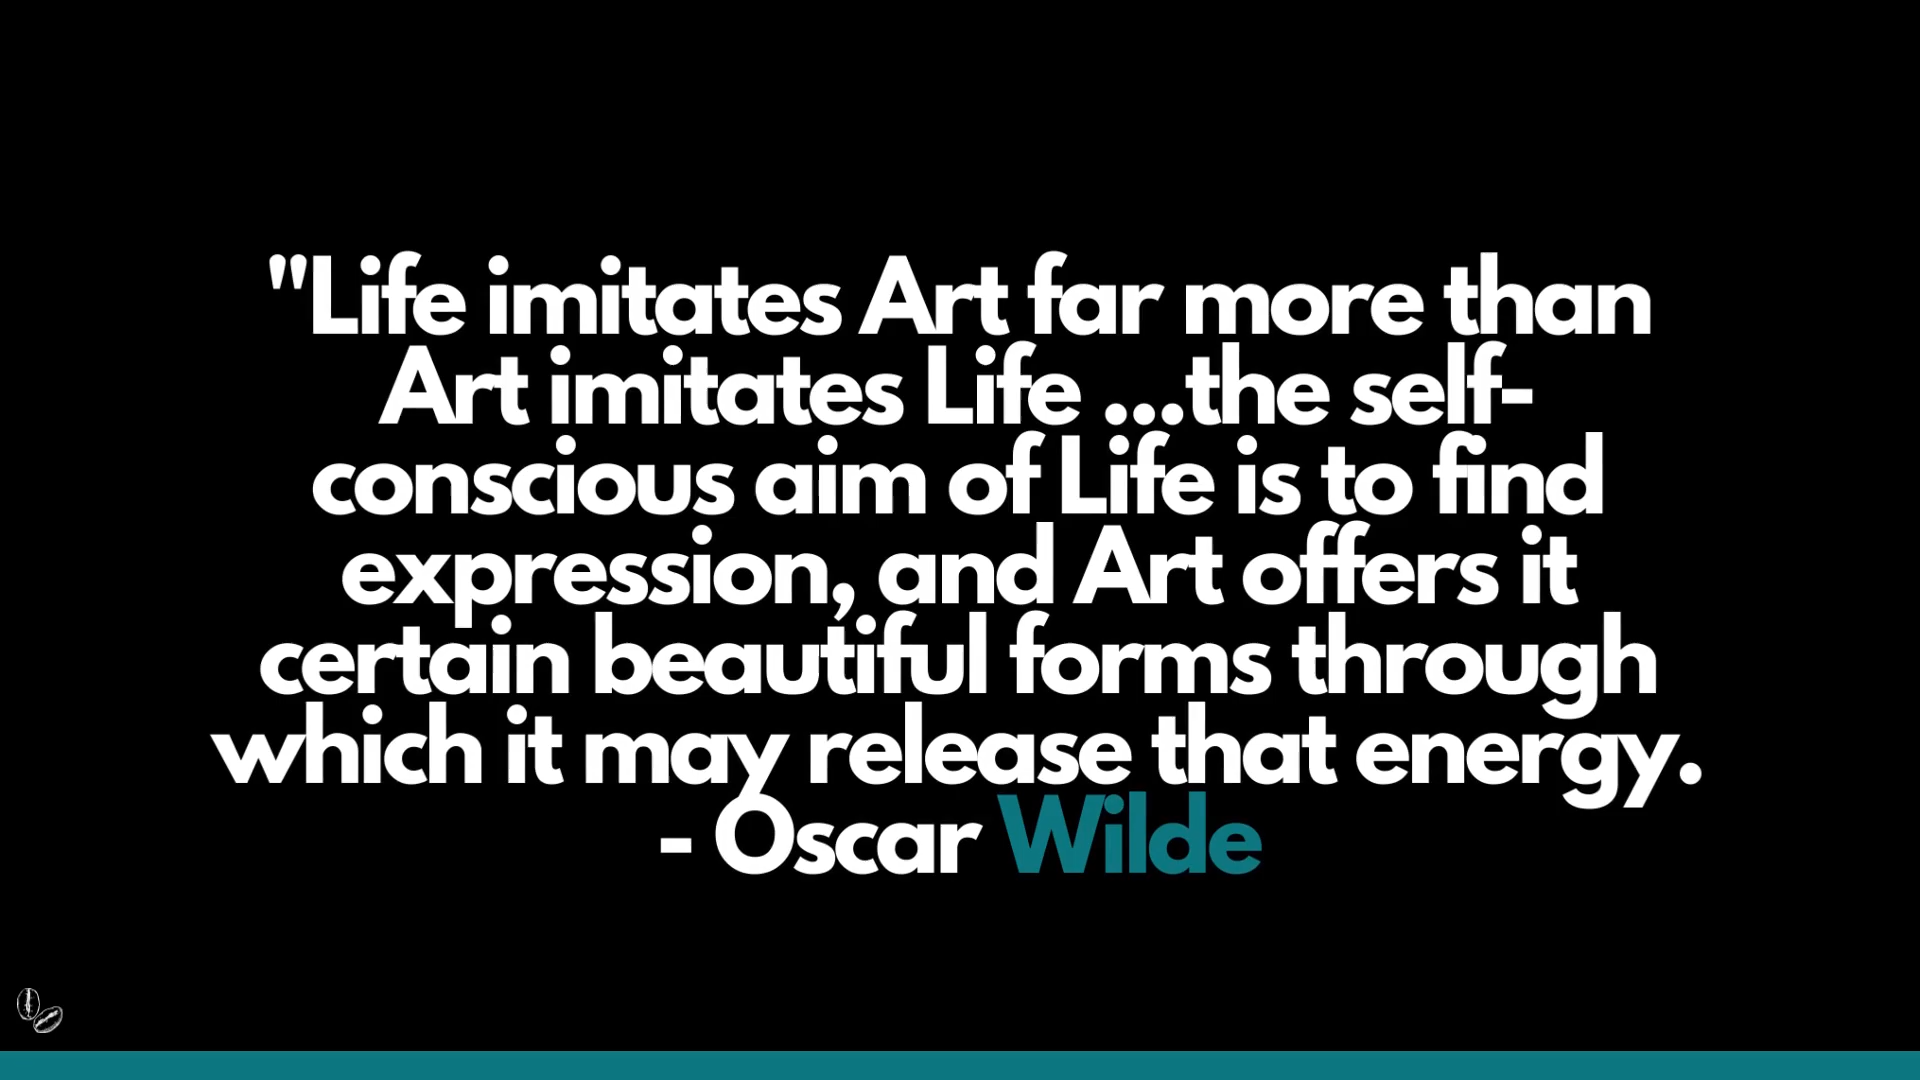 "Life imitates Art far more than
Art imitates Life ...the self-
conscious aim of Life is to find
expression, and Art offers it
certain beautiful forms through
which it may release that energy.
- Oscar Wilde